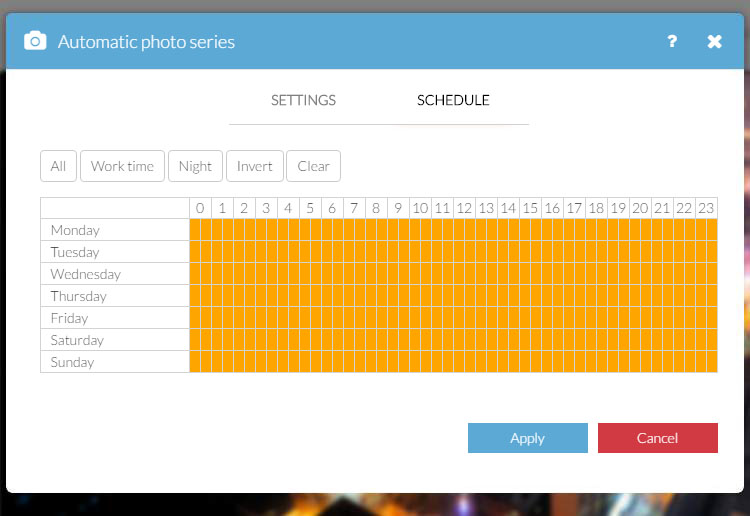 Automatic photo series ?
SETTINGS SCHEDULE
All Work time Night Invert Clear
0 1 2 3 4 5 6 7 8 9 10 11 12 13 14 15 16 17 18 19 20 21 22 23
Monday
Tuesday
Wednesday
Thursday
Friday
Saturday
Sunday
Apply Cancel